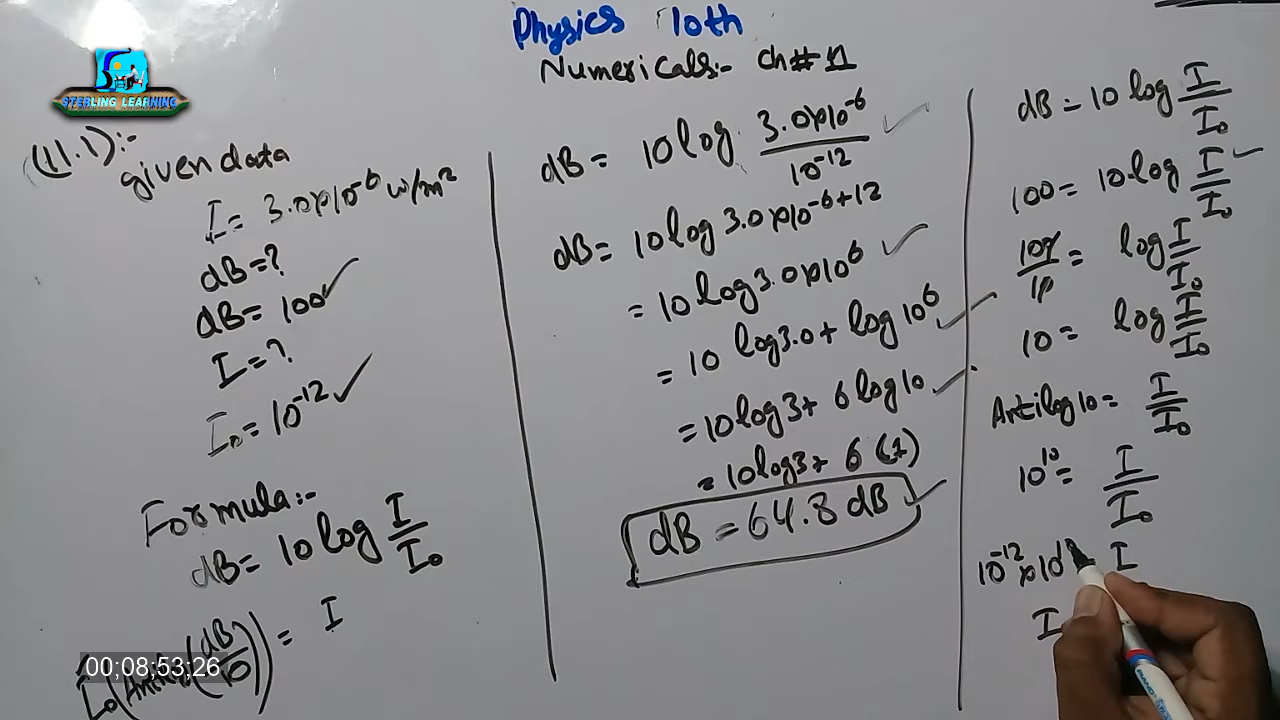 Physics 10th
Numericals:- Ch# 11
STERLING LEARNING
(11.1):-
given data
I = 3.0×10⁻⁶ w/m²
dB = ?
dB = 100
I = ?
I₀ = 10⁻¹²
Formula:-
dB = 10 log I/I₀
I₀(Antilog(dB/10)) = I
00:08;53;26
dB = 10 log 3.0×10⁻⁶/10⁻¹²
dB = 10 log 3.0×10⁻⁶⁺¹²
= 10 log 3.0×10⁶
= 10 log 3.0 + log 10⁶
= 10 log 3 + 6 log 10
= 10 log 3 + 6 (1)
dB = 64.8 dB
dB = 10 log I/I₀
100 = 10 log I/I₀
100/10 = log I/I₀
10 = log I/I₀
Antilog 10 = I/I₀
10¹⁰ = I/I₀
10⁻¹² × 10 I
I